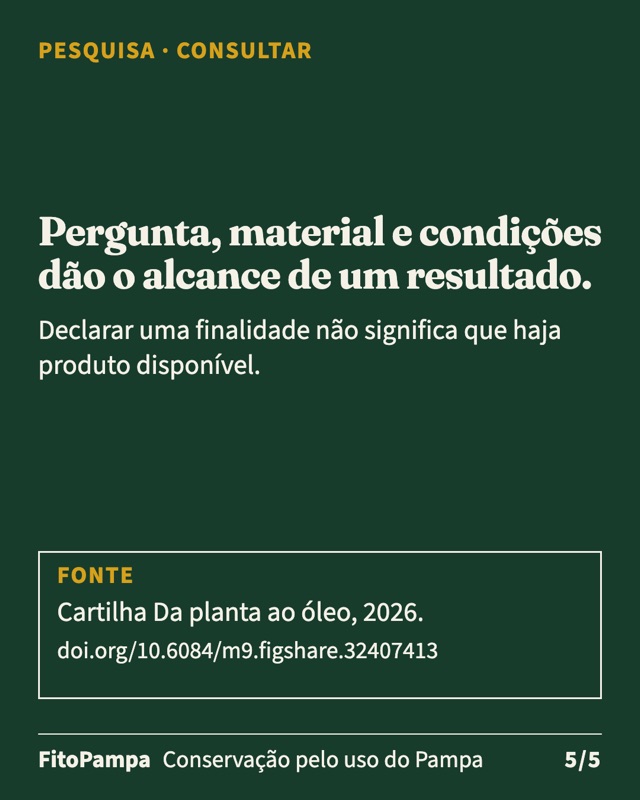 PESQUISA · CONSULTAR
Pergunta, material e condições
dão o alcance de um resultado.
Declarar uma finalidade não significa que haja
produto disponível.
FONTE
Cartilha Da planta ao óleo, 2026.
doi.org/10.6084/m9.figshare.32407413
FitoPampa Conservação pelo uso do Pampa 5/5